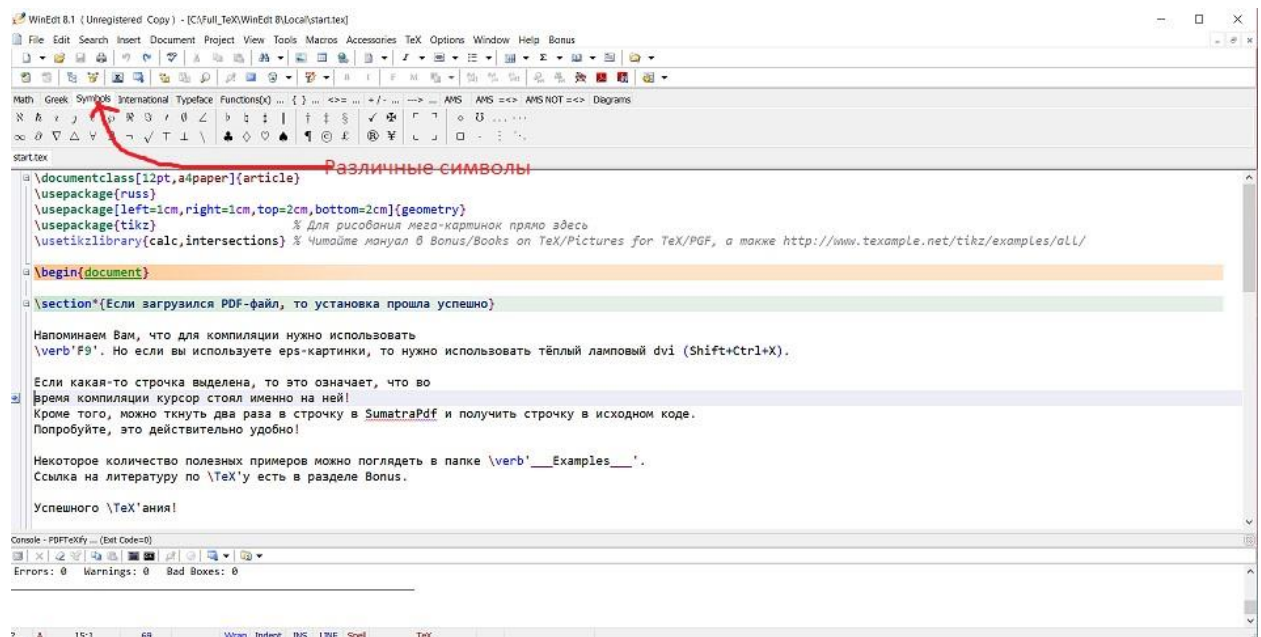 WinEdt 8.1 ( Unregistered Copy ) - [C:\Full_TeX\WinEdt 8\Local\start.tex]
File Edit Search Insert Document Project View Tools Macros Accessories TeX Options Window Help Bonus
Math Greek Symbols International Typeface Functions(x) ... { } ... <>= ... +/- ... ---> ... AMS AMS =<> AMS NOT =<> Diagrams
start.tex
Различные символы
\documentclass[12pt,a4paper]{article}
\usepackage{russ}
\usepackage[left=1cm,right=1cm,top=2cm,bottom=2cm]{geometry}
\usepackage{tikz} % Для рисования мега-картинок прямо здесь
\usetikzlibrary{calc,intersections} % Читайте мануал в Bonus/Books on TeX/Pictures for TeX/PGF, а также http://www.texample.net/tikz/examples/all/
\begin{document}
\section*{Если загрузился PDF-файл, то установка прошла успешно}
Напоминаем Вам, что для компиляции нужно использовать
\verb'F9'. Но если вы используете eps-картинки, то нужно использовать тёплый ламповый dvi (Shift+Ctrl+X).
Если какая-то строчка выделена, то это означает, что во
время компиляции курсор стоял именно на ней!
Кроме того, можно ткнуть два раза в строчку в SumatraPdf и получить строчку в исходном коде.
Попробуйте, это действительно удобно!
Некоторое количество полезных примеров можно поглядеть в папке \verb'___Examples___'.
Ссылка на литературу по \TeX'у есть в разделе Bonus.
Успешного \TeX'ания!
Console - PDFTeXify ... (Exit Code=0)
Errors: 0 Warnings: 0 Bad Boxes: 0
A 15:1 69 Wrap Indent INS LINE Spell TeX